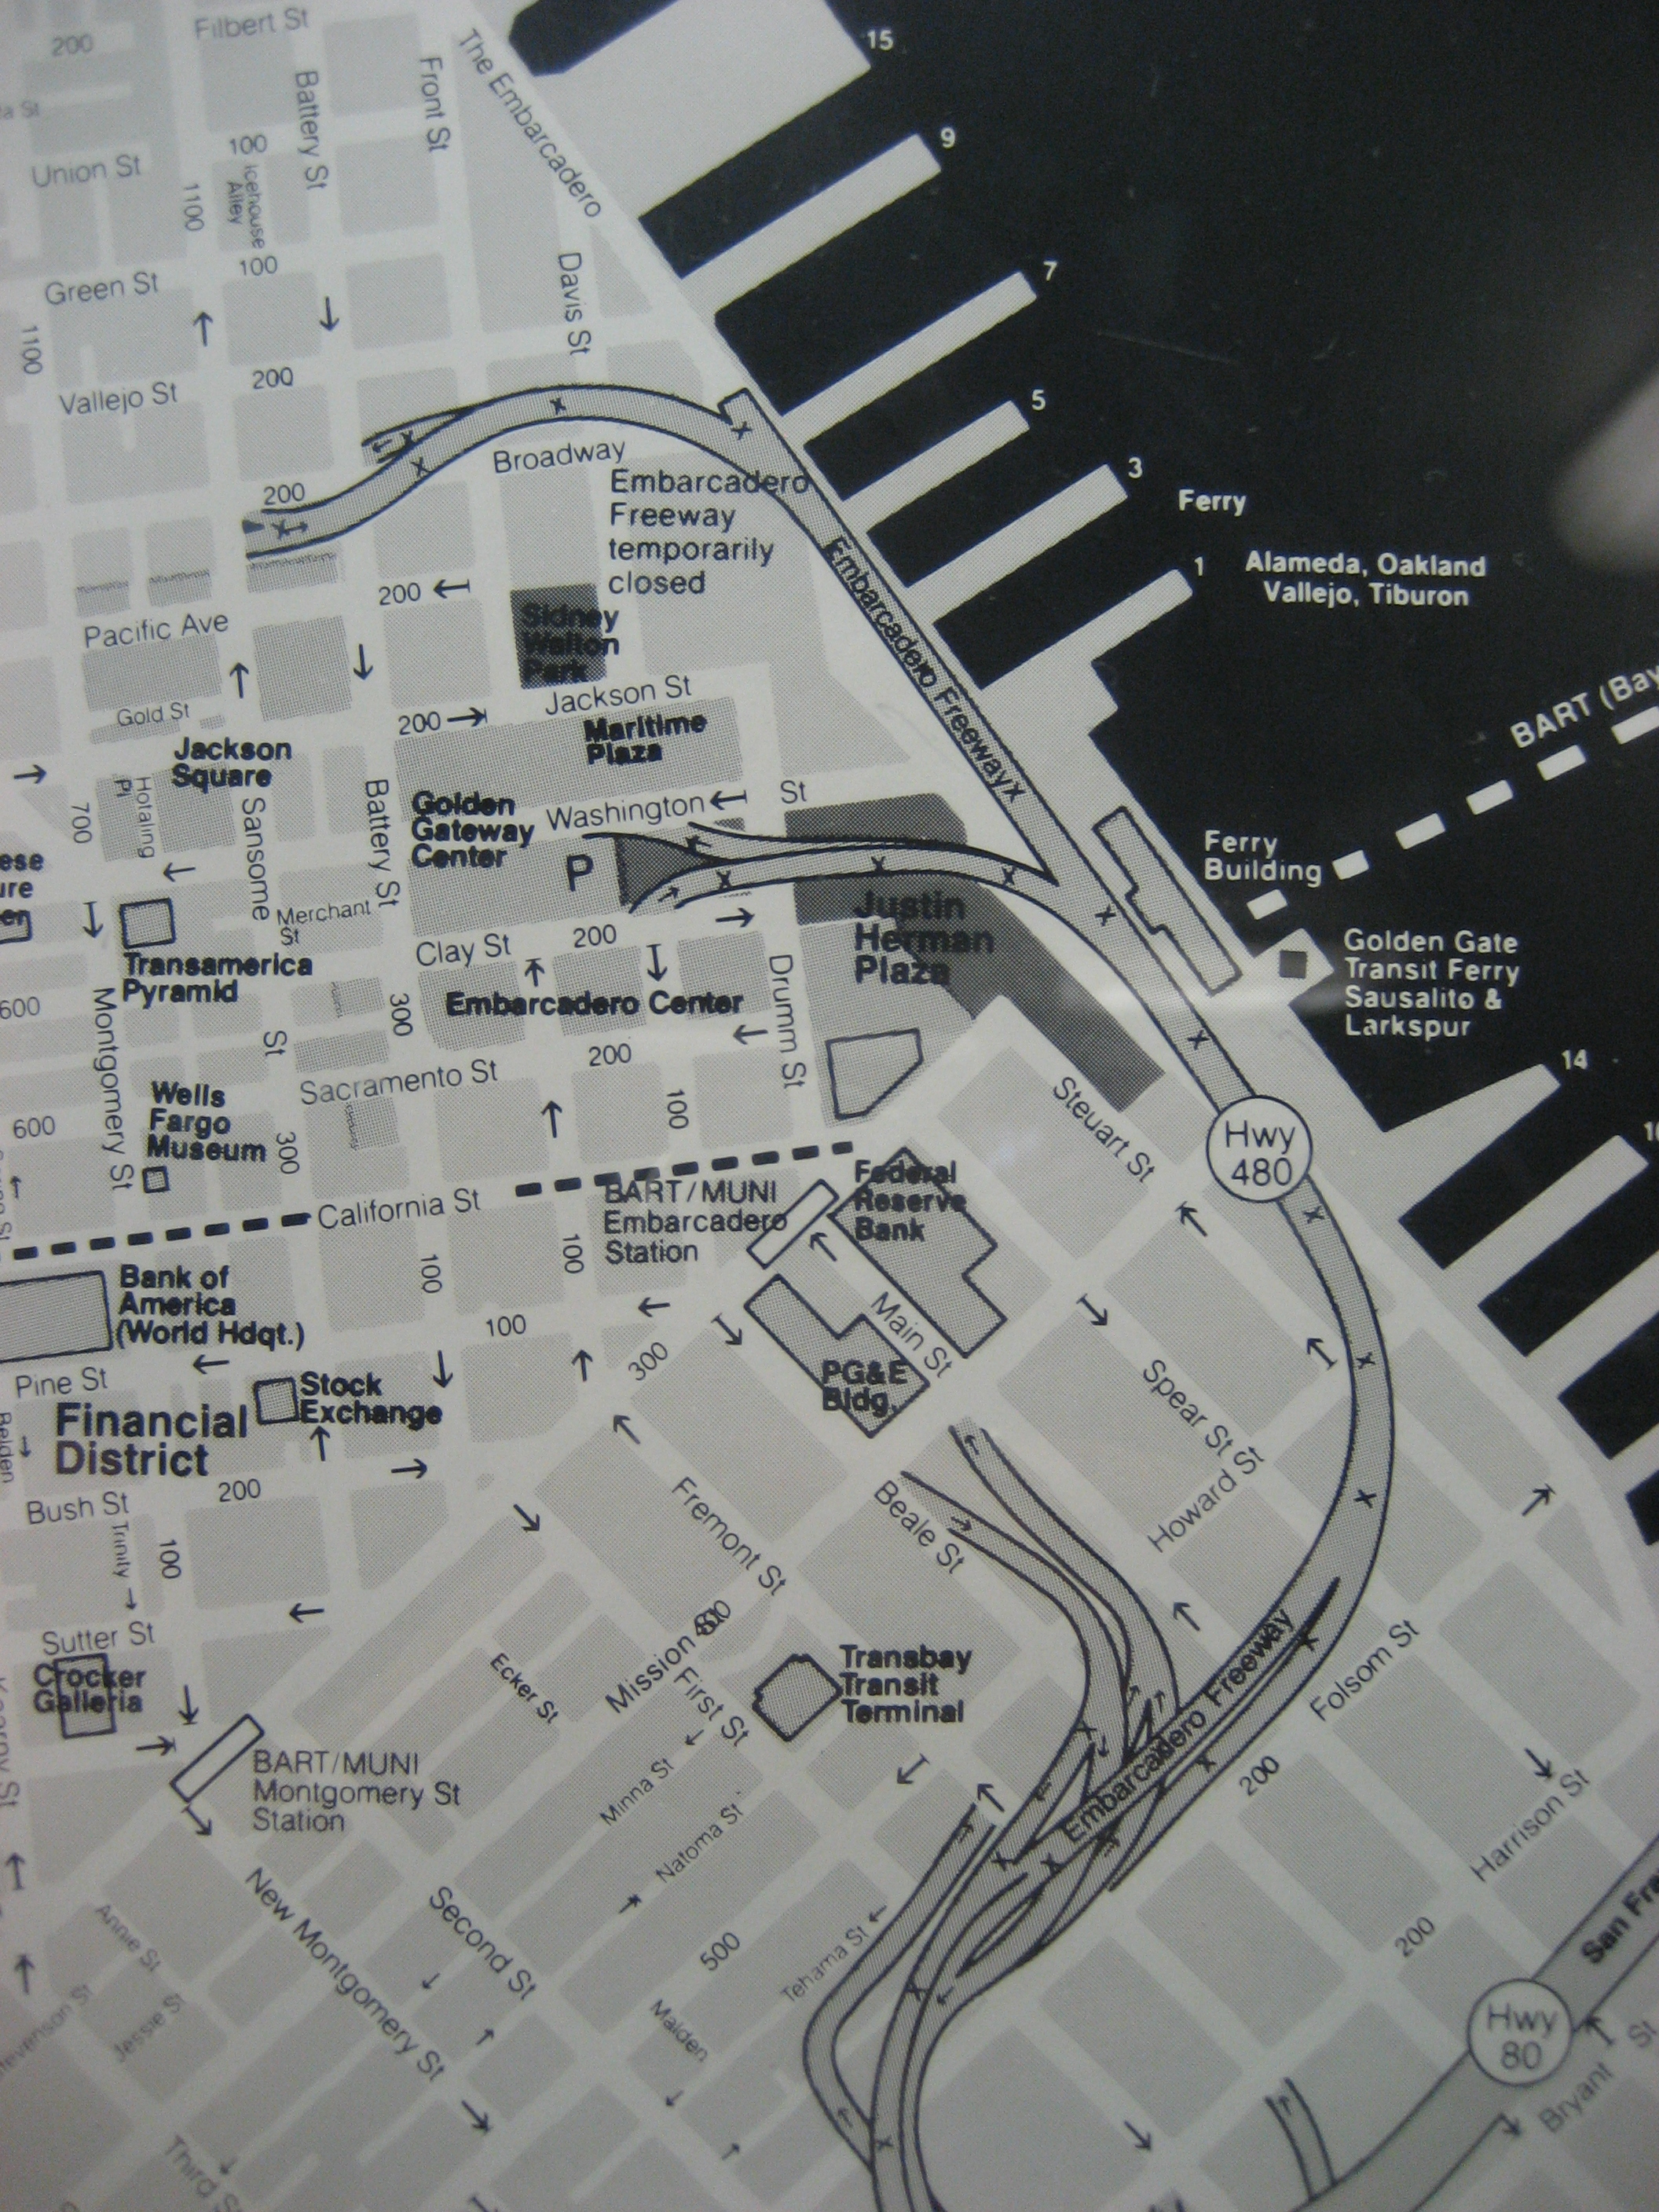 Filbert St
200
15
The Embarcadero
Front St
Battery St
9
100
Union St
Icehouse
Alley
1100
100
Green St
Davis St
7
1100
200
Vallejo St
5
Broadway
3
Ferry
200
Embarcadero
Freeway
temporarily
closed
1
Alameda, Oakland
Vallejo, Tiburon
Embarcadero Freeway
200
Sidney
Walton
Park
Pacific Ave
Jackson St
Gold St
200
Maritime
Plaza
BART (Bay
Jackson
Square
Hotaling
Pl
700
Sansome
St
Battery St
Golden
Gateway
Center
Washington
St
P
Ferry
Building
Merchant
St
Justin
Herman
Plaza
Clay St
200
Golden Gate
Transit Ferry
Sausalito &
Larkspur
Transamerica
Pyramid
Embarcadero Center
Drumm St
600
Montgomery St
300
200
Sacramento St
14
Steuart St
100
Wells
Fargo
Museum
600
300
Hwy
480
California St
BART/MUNI
Embarcadero
Station
Federal
Reserve
Bank
100
100
Bank of
America
(World Hdqt.)
100
300
Main St
PG&E
Bldg.
Pine St
Stock
Exchange
Financial
District
Belden
Spear St
St
Howard
200
Bush St
Trinity
100
Fremont St
Beale St
Sutter St
Crocker
Galleria
Ecker St
Mission St
400
First St
Transbay
Transit
Terminal
Embarcadero Freeway
Folsom St
BART/MUNI
Montgomery St
Station
Minna St
Natoma St
200
Harrison St
New Montgomery St
Second St
500
Tehama St
Annie St
Jessie St
Malden
200
San Fra
Hwy
80
Bryant
St
Third St